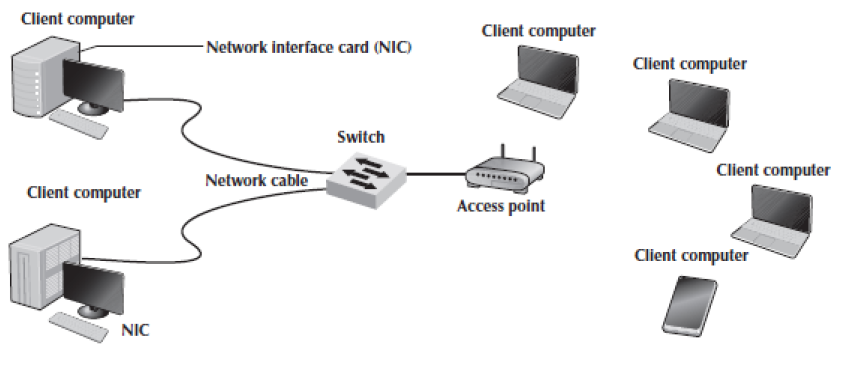 Client computer
Network interface card (NIC)
Client computer
Client computer
Switch
Client computer
Network cable
Access point
Client computer
Client computer
NIC